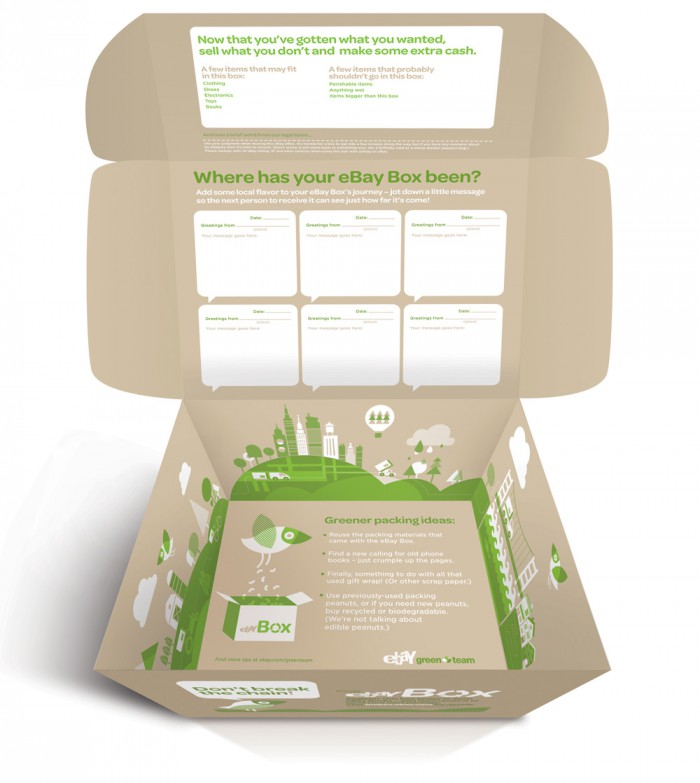 Now that you've gotten what you wanted,
sell what you don't and make some extra cash.
A few items that may fit
in this box:
Clothing
Shoes
Electronics
Toys
Books
A few items that probably
shouldn't go in this box:
Perishable items
Anything wet
Items bigger than this box
Where has your eBay Box been?
Add some local flavor to your eBay Box's journey – jot down a little message
so the next person to receive it can see just how far it's come!
Date:
Greetings from
Your message goes here:
Date:
Greetings from
Your message goes here:
Date:
Greetings from
Your message goes here:
Date:
Greetings from
Your message goes here:
Date:
Greetings from
Your message goes here:
Date:
Greetings from
Your message goes here:
Greener packing ideas:
• Reuse the packing materials that
came with the eBay Box.
• Find a new calling for old phone
books – just crumple up the pages.
• Finally, something to do with all that
used gift wrap! (Or other scrap paper.)
• Use previously-used packing
peanuts, or if you need new peanuts,
buy recycled or biodegradable.
(We're not talking about
edible peanuts.)
ebay BOX
Find more tips at ebay.com/greenteam
ebay green team
Don't break
the chain!
ebay BOX